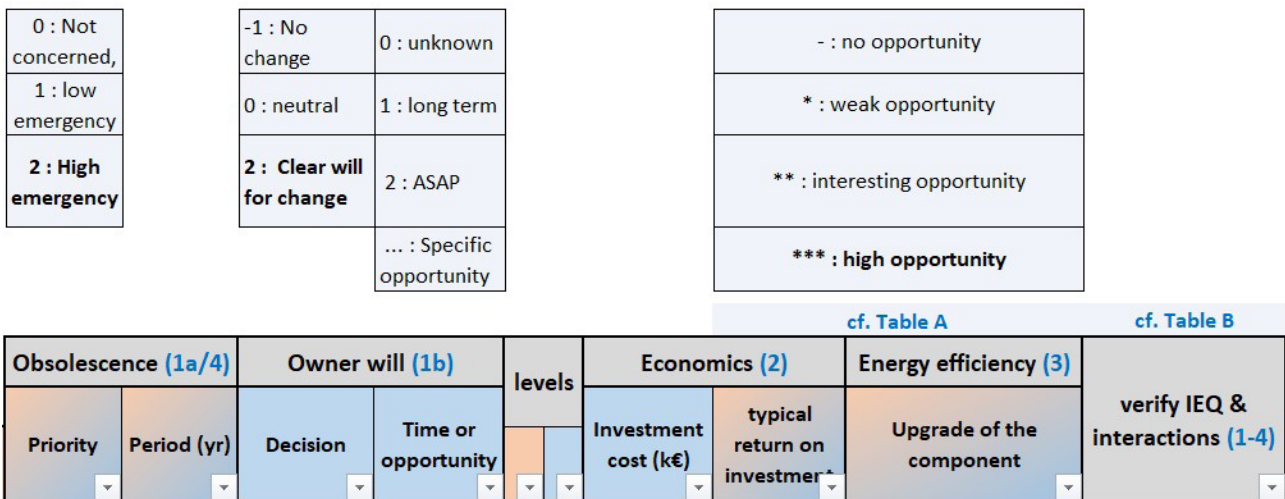 0 : Not
concerned,
1 : low
emergency
2 : High
emergency
-1 : No
change
0 : neutral
2 : Clear will
for change
0 : unknown
1 : long term
2 : ASAP
... : Specific
opportunity
- : no opportunity
* : weak opportunity
** : interesting opportunity
*** : high opportunity
cf. Table A
cf. Table B
Obsolescence (1a/4)
Owner will (1b)
levels
Economics (2)
Energy efficiency (3)
verify IEQ &
interactions (1-4)
Priority
Period (yr)
Decision
Time or
opportunity
Investment
cost (k€)
typical
return on
investment
Upgrade of the
component